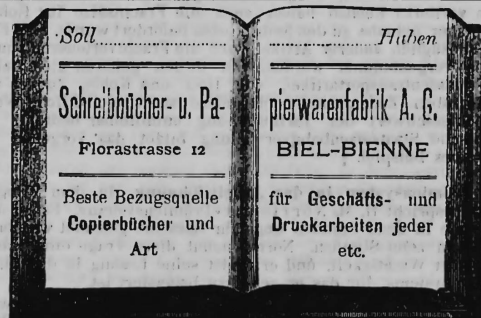 Soll Haben
Schreibbücher- u. Pa- pierwarenfabrik A. G.
Florastrasse 12 BIEL-BIENNE
Beste Bezugsquelle für Geschäfts- und
Copierbücher und Druckarbeiten jeder
Art etc.